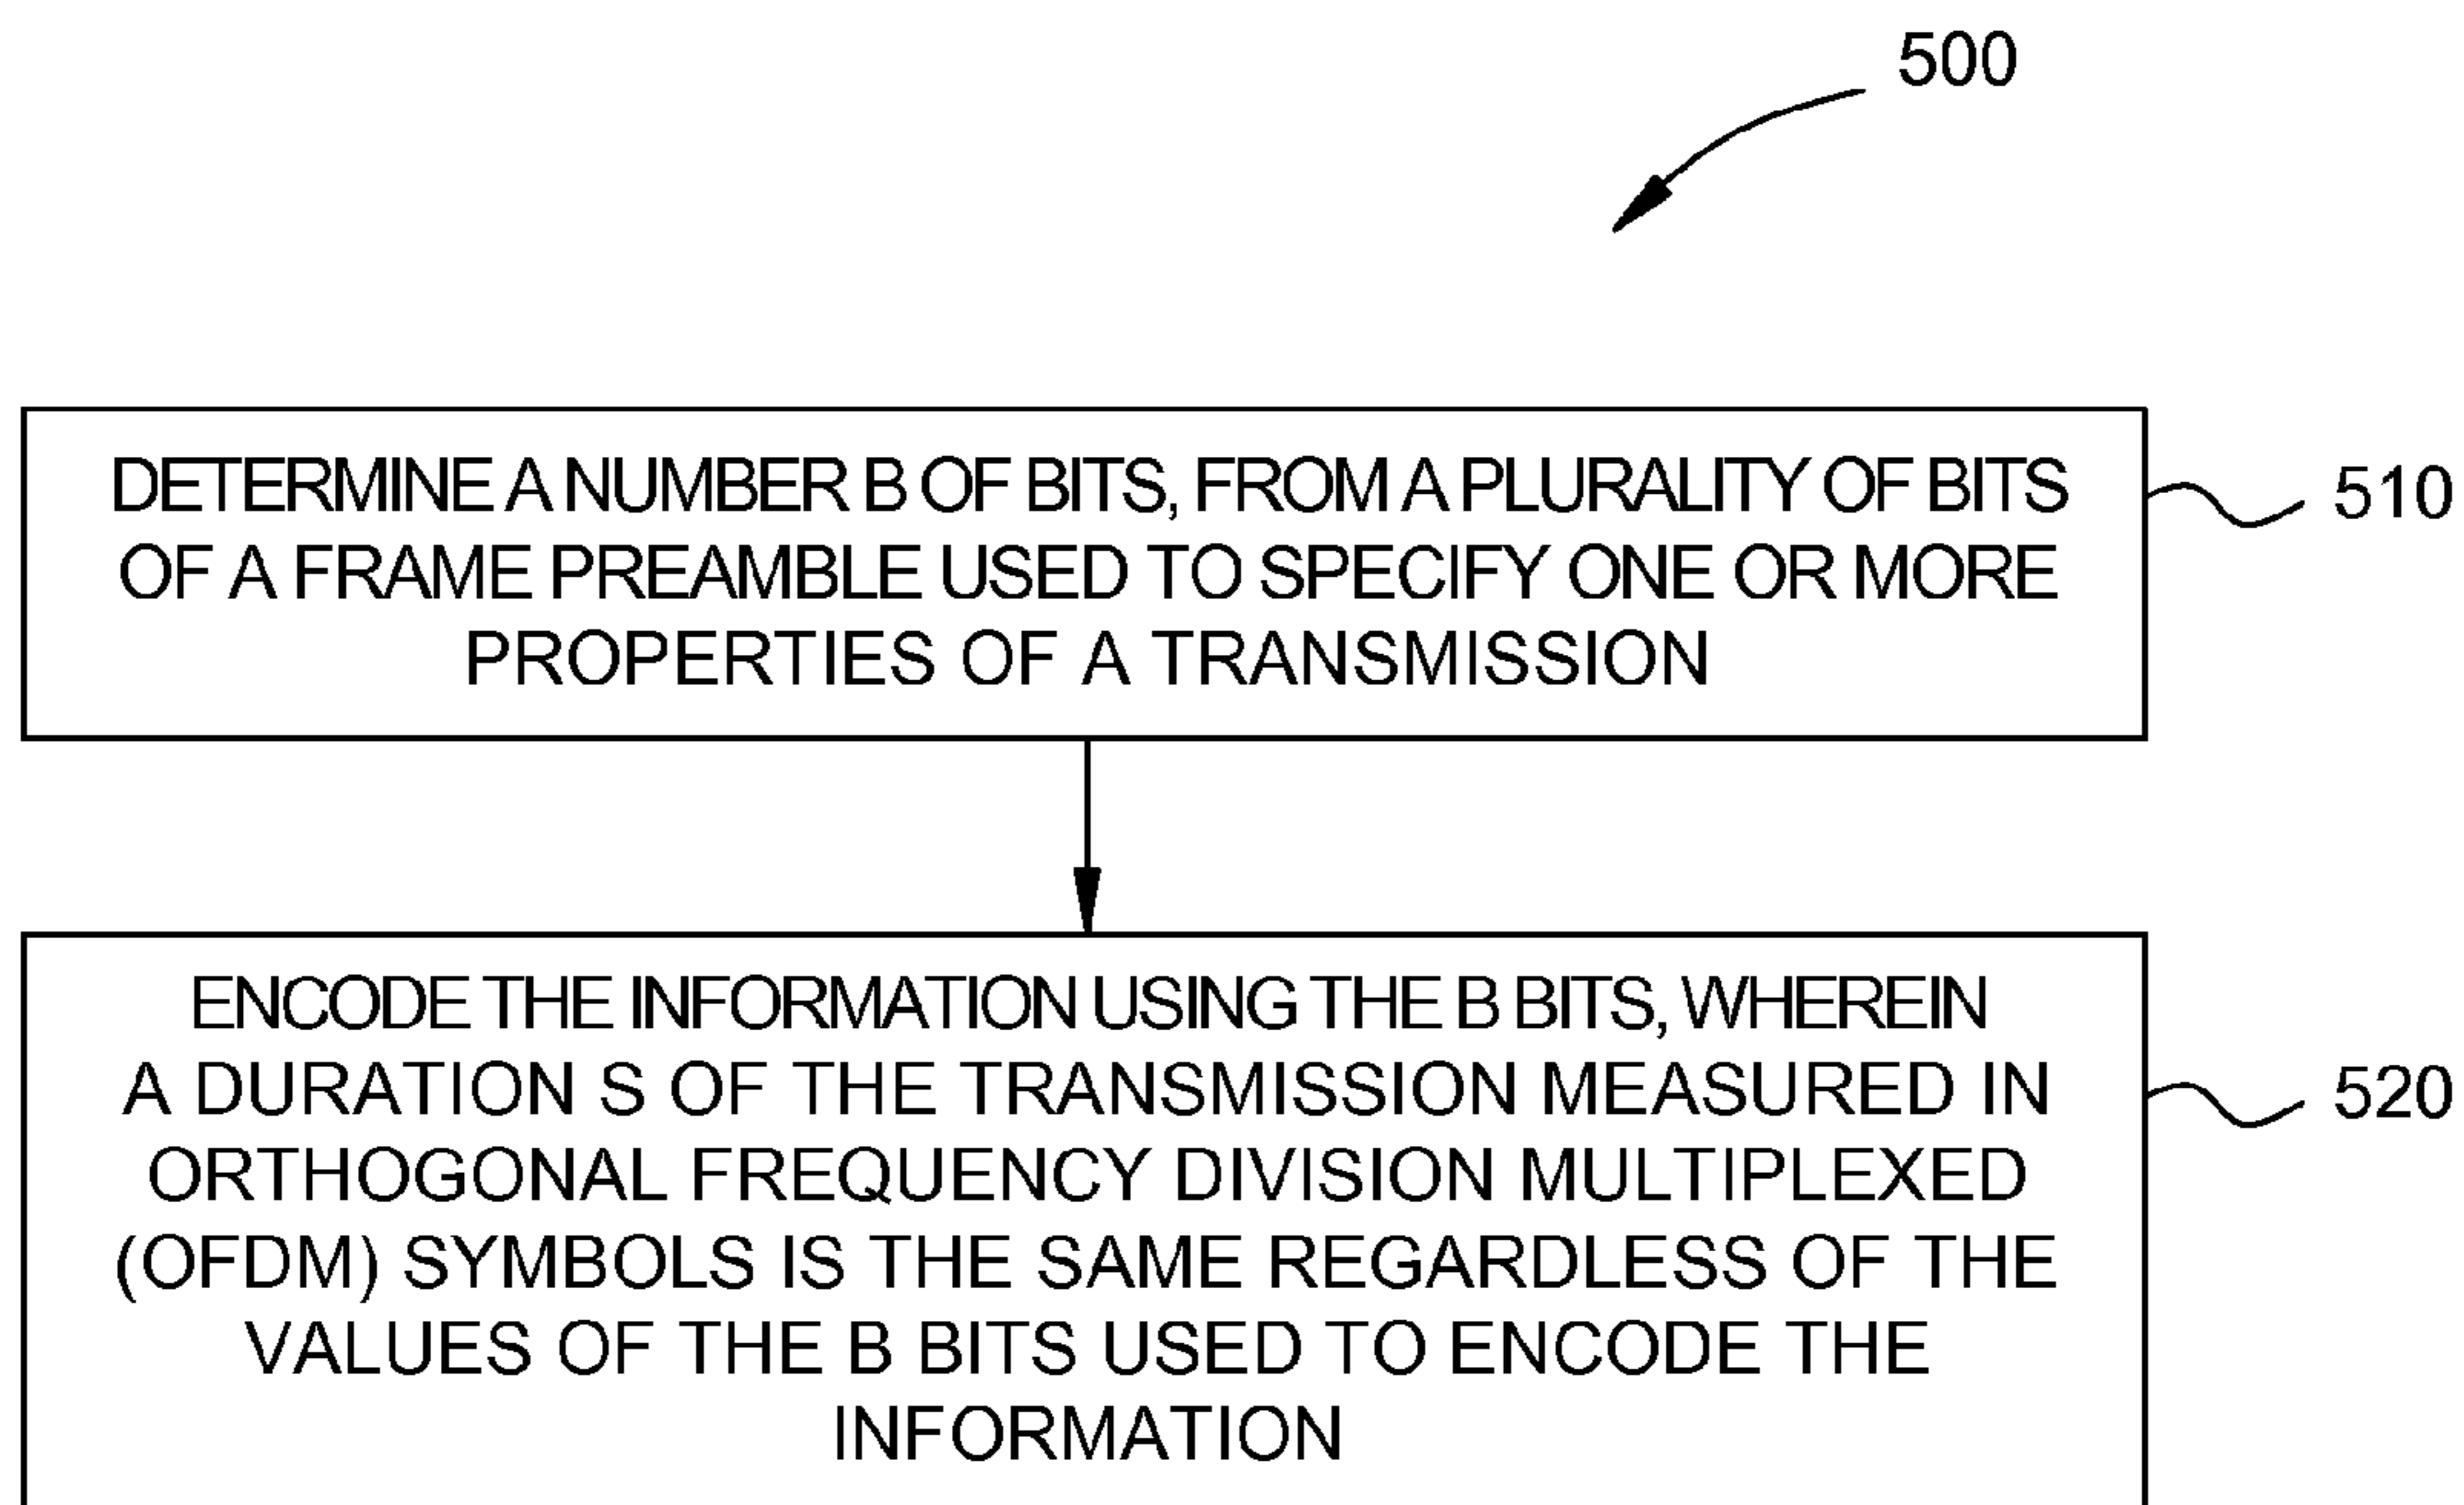 500
DETERMINE A NUMBER B OF BITS, FROM A PLURALITY OF BITS
OF A FRAME PREAMBLE USED TO SPECIFY ONE OR MORE
PROPERTIES OF A TRANSMISSION
510
ENCODE THE INFORMATION USING THE B BITS, WHEREIN
A DURATION S OF THE TRANSMISSION MEASURED IN
ORTHOGONAL FREQUENCY DIVISION MULTIPLEXED
(OFDM) SYMBOLS IS THE SAME REGARDLESS OF THE
VALUES OF THE B BITS USED TO ENCODE THE
INFORMATION
520